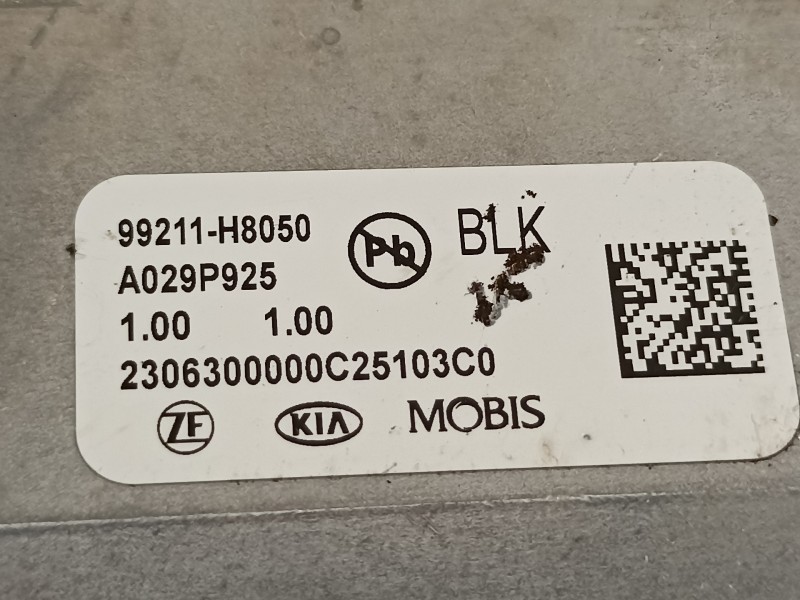 99211-H8050
Pb
BLK
A029P925
1.00 1.00
2306300000C25103C0
ZF KIA MOBIS